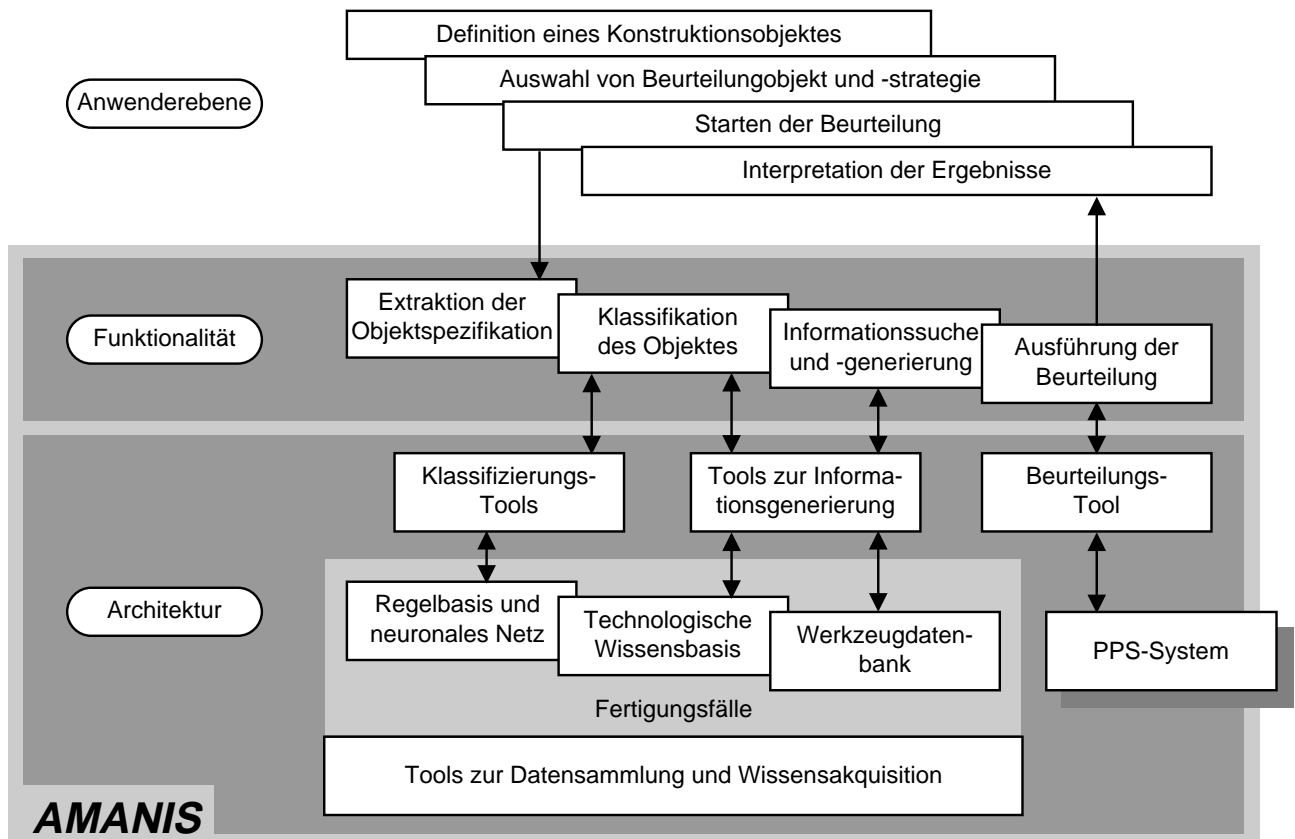 Definition eines Konstruktionsobjektes
Auswahl von Beurteilungobjekt und -strategie
Anwenderebene
Starten der Beurteilung
Interpretation der Ergebnisse
Funktionalität
Extraktion der
Objektspezifikation
Klassifikation
des Objektes
Informationssuche
und -generierung
Ausführung der
Beurteilung
Klassifizierungs-
Tools
Tools zur Informa-
tionsgenerierung
Beurteilungs-
Tool
Architektur
Regelbasis und
neuronales Netz
Technologische
Wissensbasis
Werkzeugdaten-
bank
PPS-System
Fertigungsfälle
Tools zur Datensammlung und Wissensakquisition
AMANIS